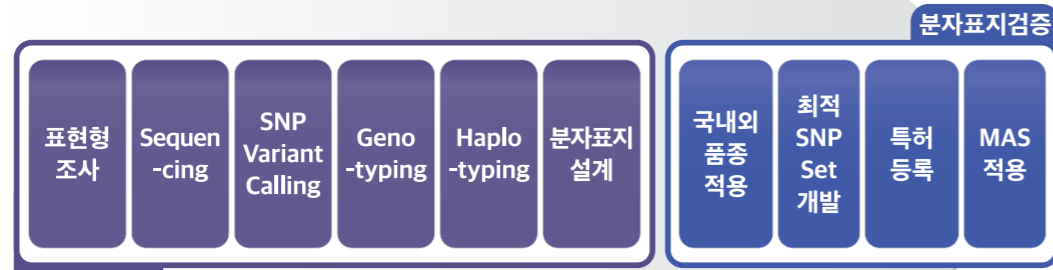 분자표지검증
표현형
조사
Sequen
-cing
SNP
Variant
Calling
Geno
-typing
Haplo
-typing
분자표지
설계
국내외
품종
적용
최적
SNP
Set
개발
특허
등록
MAS
적용